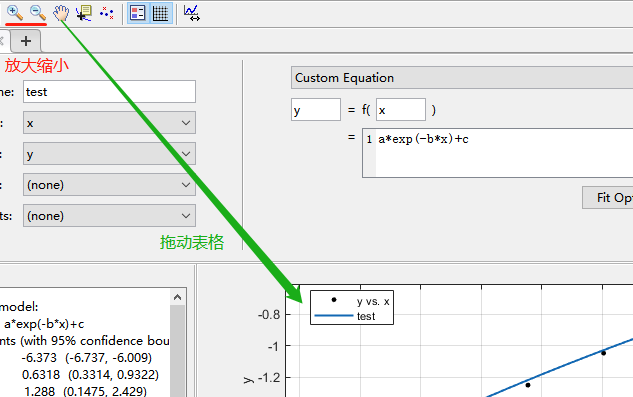 +
放大缩小
ne:
test
Custom Equation
:
x
y
= f(
x
)
:
y
=
1
a*exp(-b*x)+c
:
(none)
ts:
(none)
Fit Opt
拖动表格
model:
a*exp(-b*x)+c
nts (with 95% confidence bou
-6.373 (-6.737, -6.009)
0.6318 (0.3314, 0.9322)
1.288 (0.1475, 2.429)
y vs. x
test
-0.8
-1
-1.2
y